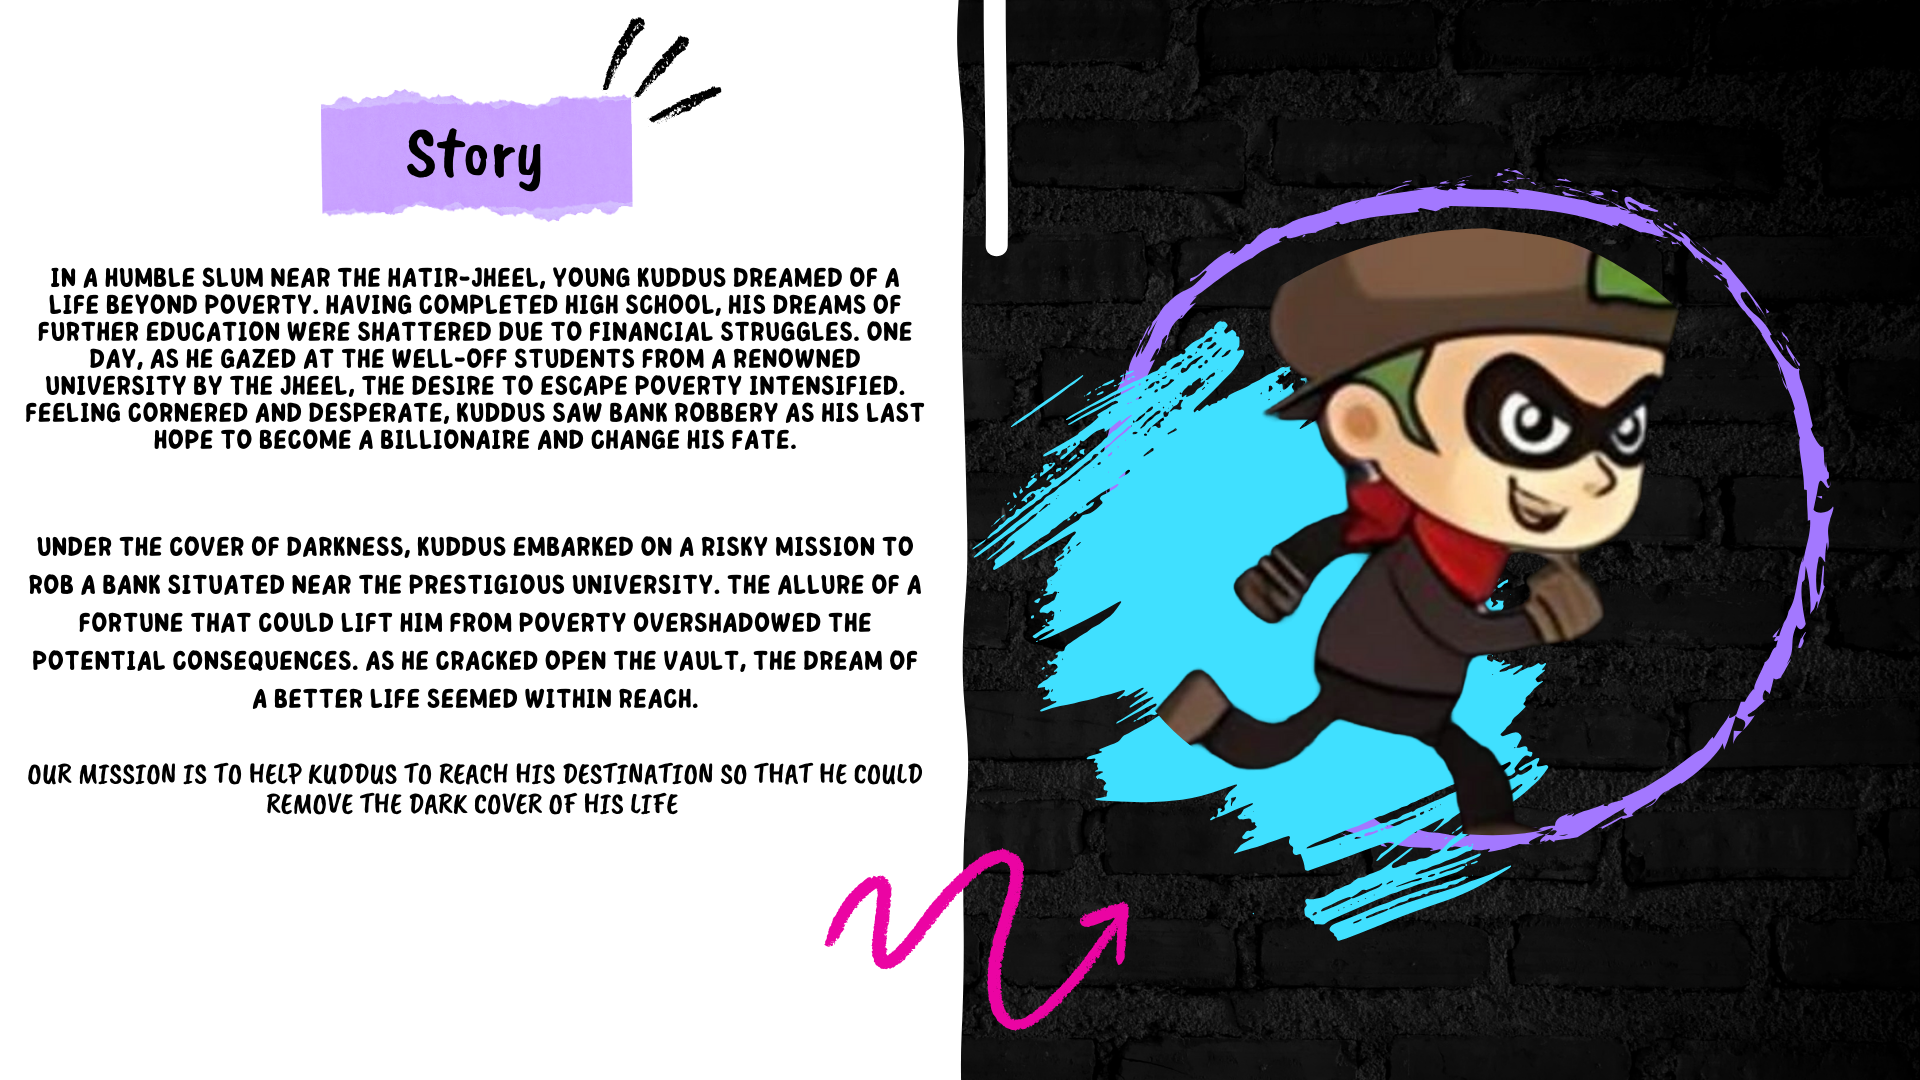 Story
IN A HUMBLE SLUM NEAR THE HATIR-JHEEL, YOUNG KUDDUS DREAMED OF A
LIFE BEYOND POVERTY. HAVING COMPLETED HIGH SCHOOL, HIS DREAMS OF
FURTHER EDUCATION WERE SHATTERED DUE TO FINANCIAL STRUGGLES. ONE
DAY, AS HE GAZED AT THE WELL-OFF STUDENTS FROM A RENOWNED
UNIVERSITY BY THE JHEEL, THE DESIRE TO ESCAPE POVERTY INTENSIFIED.
FEELING CORNERED AND DESPERATE, KUDDUS SAW BANK ROBBERY AS HIS LAST
HOPE TO BECOME A BILLIONAIRE AND CHANGE HIS FATE.
UNDER THE COVER OF DARKNESS, KUDDUS EMBARKED ON A RISKY MISSION TO
ROB A BANK SITUATED NEAR THE PRESTIGIOUS UNIVERSITY. THE ALLURE OF A
FORTUNE THAT COULD LIFT HIM FROM POVERTY OVERSHADOWED THE
POTENTIAL CONSEQUENCES. AS HE CRACKED OPEN THE VAULT, THE DREAM OF
A BETTER LIFE SEEMED WITHIN REACH.
OUR MISSION IS TO HELP KUDDUS TO REACH HIS DESTINATION SO THAT HE COULD
REMOVE THE DARK COVER OF HIS LIFE